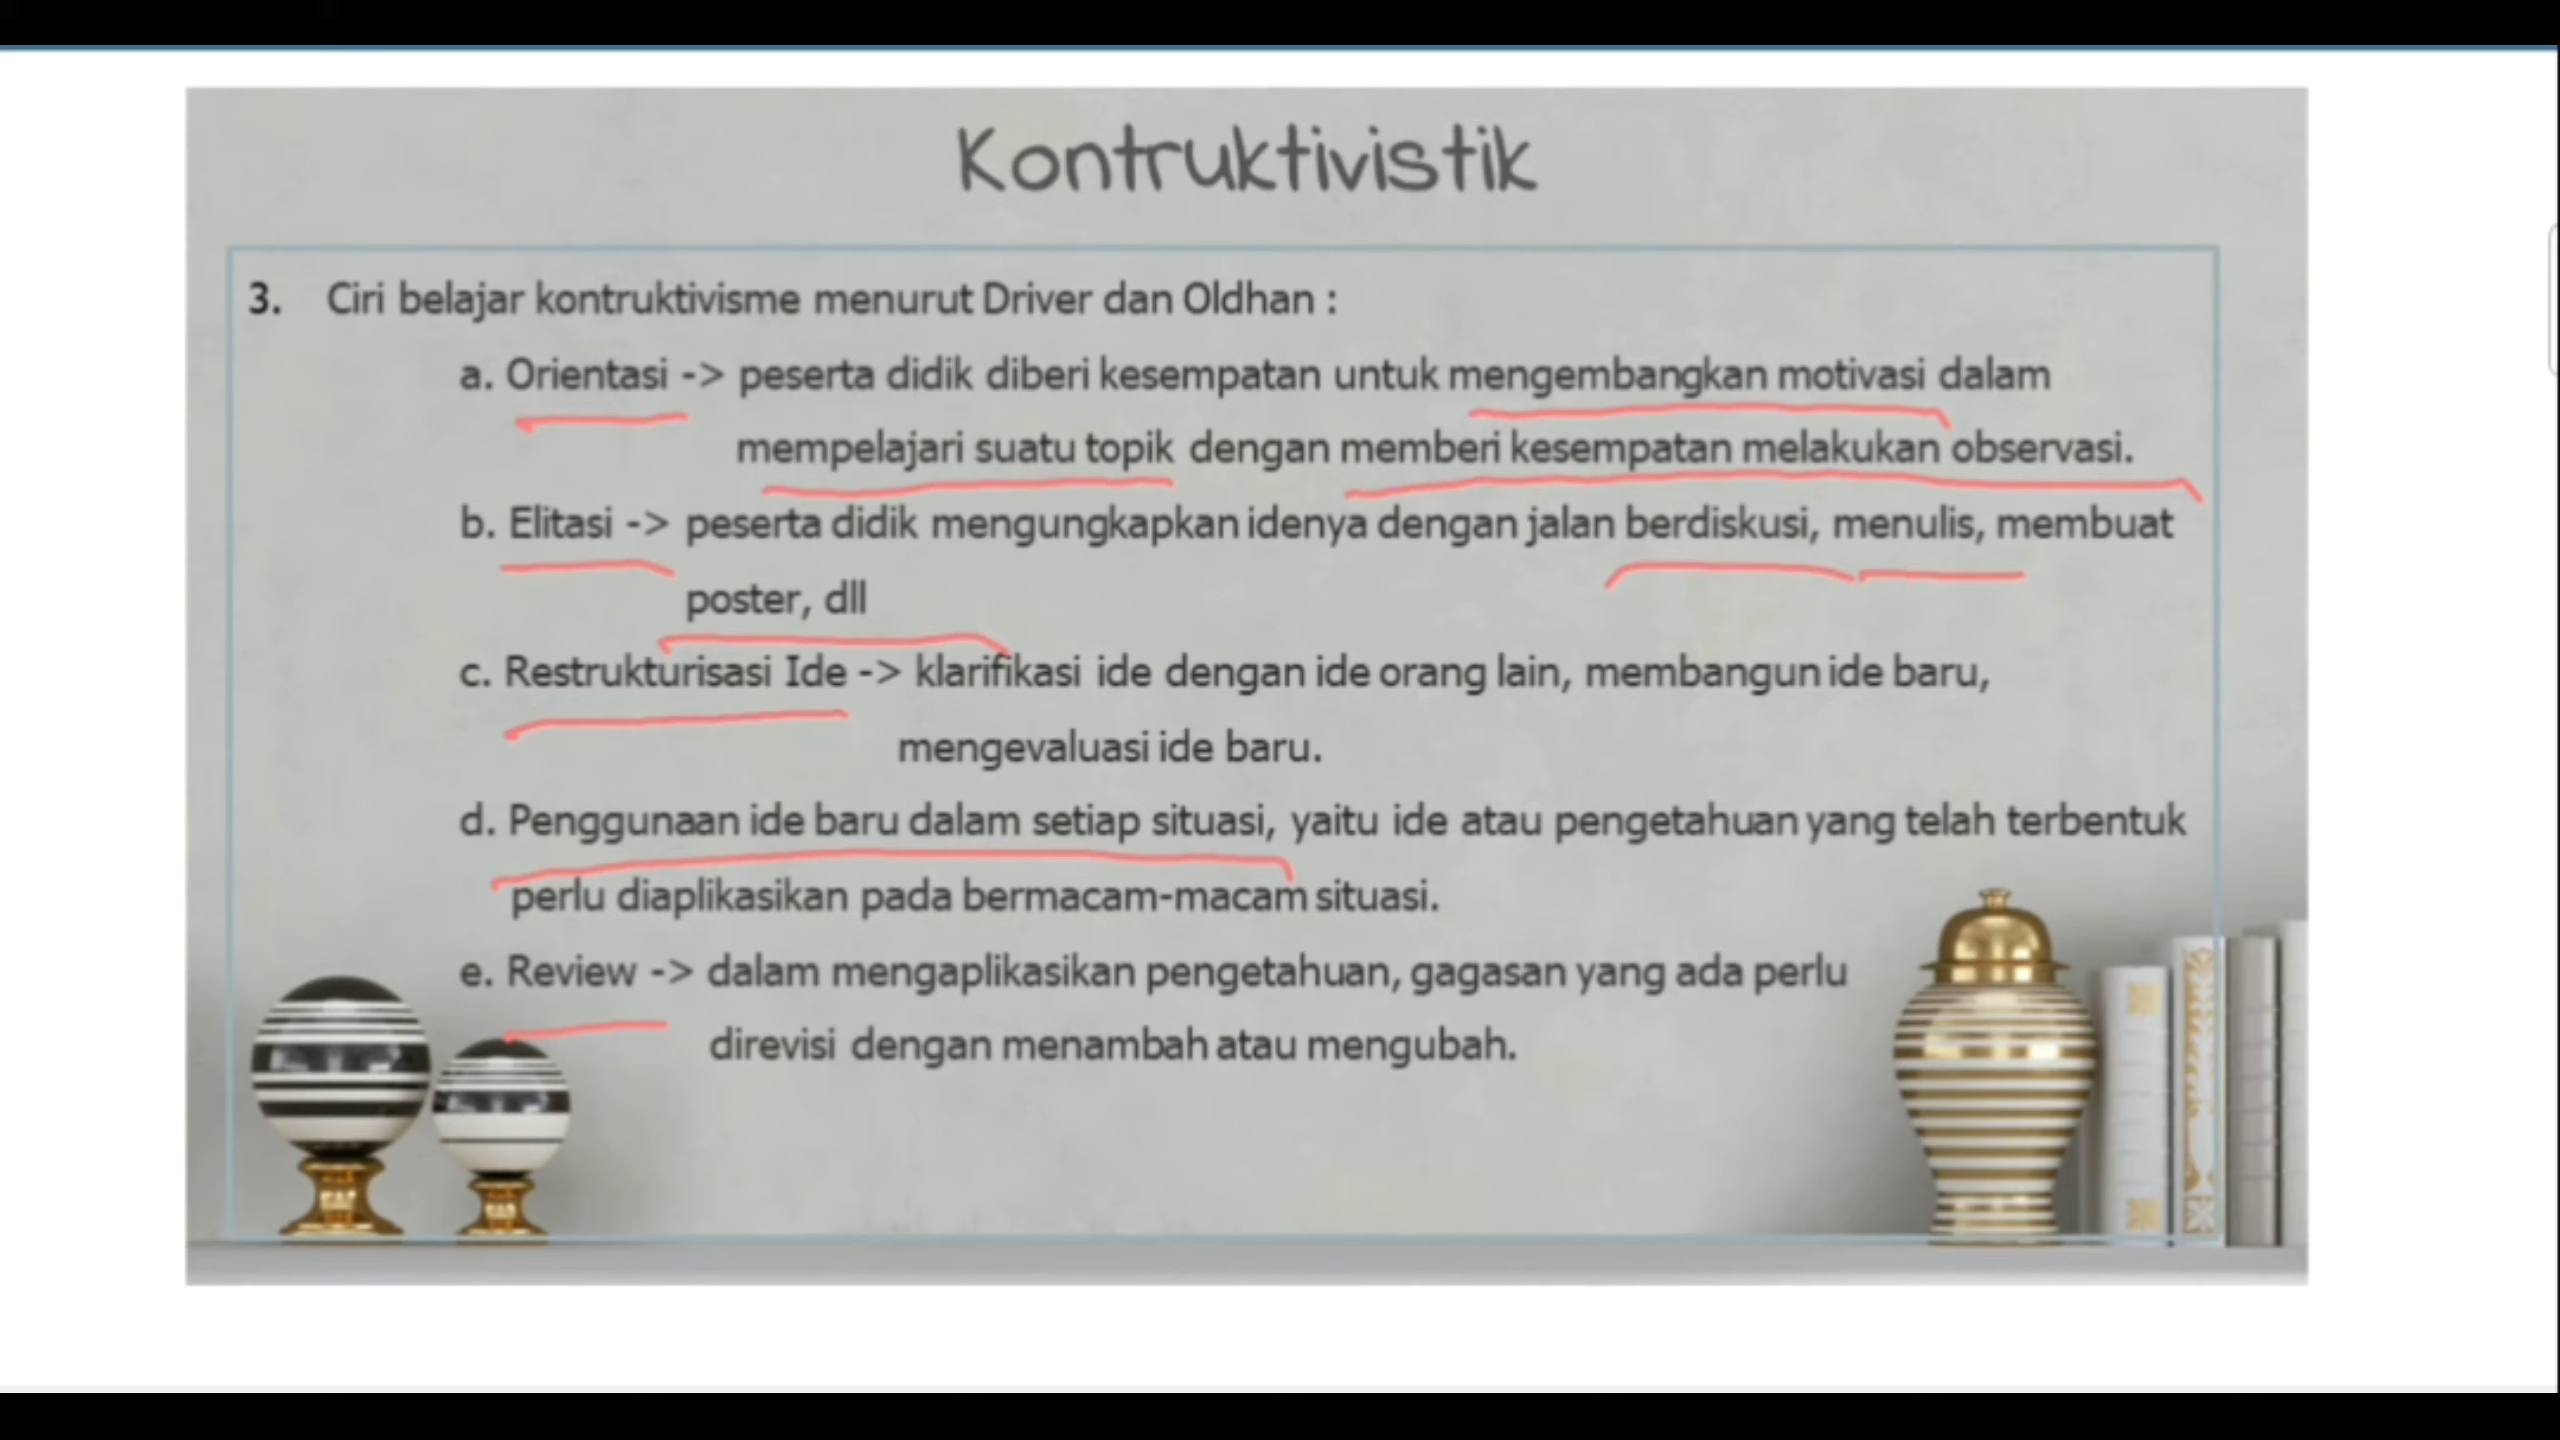 Kontruktivistik
3. Ciri belajar kontruktivisme menurut Driver dan Oldhan :
a. Orientasi -> peserta didik diberi kesempatan untuk mengembangkan motivasi dalam
mempelajari suatu topik dengan memberi kesempatan melakukan observasi.
b. Elitasi -> peserta didik mengungkapkan idenya dengan jalan berdiskusi, menulis, membuat
poster, dll
c. Restrukturisasi Ide -> klarifikasi ide dengan ide orang lain, membangun ide baru,
mengevaluasi ide baru.
d. Penggunaan ide baru dalam setiap situasi, yaitu ide atau pengetahuan yang telah terbentuk
perlu diaplikasikan pada bermacam-macam situasi.
e. Review -> dalam mengaplikasikan pengetahuan, gagasan yang ada perlu
direvisi dengan menambah atau mengubah.